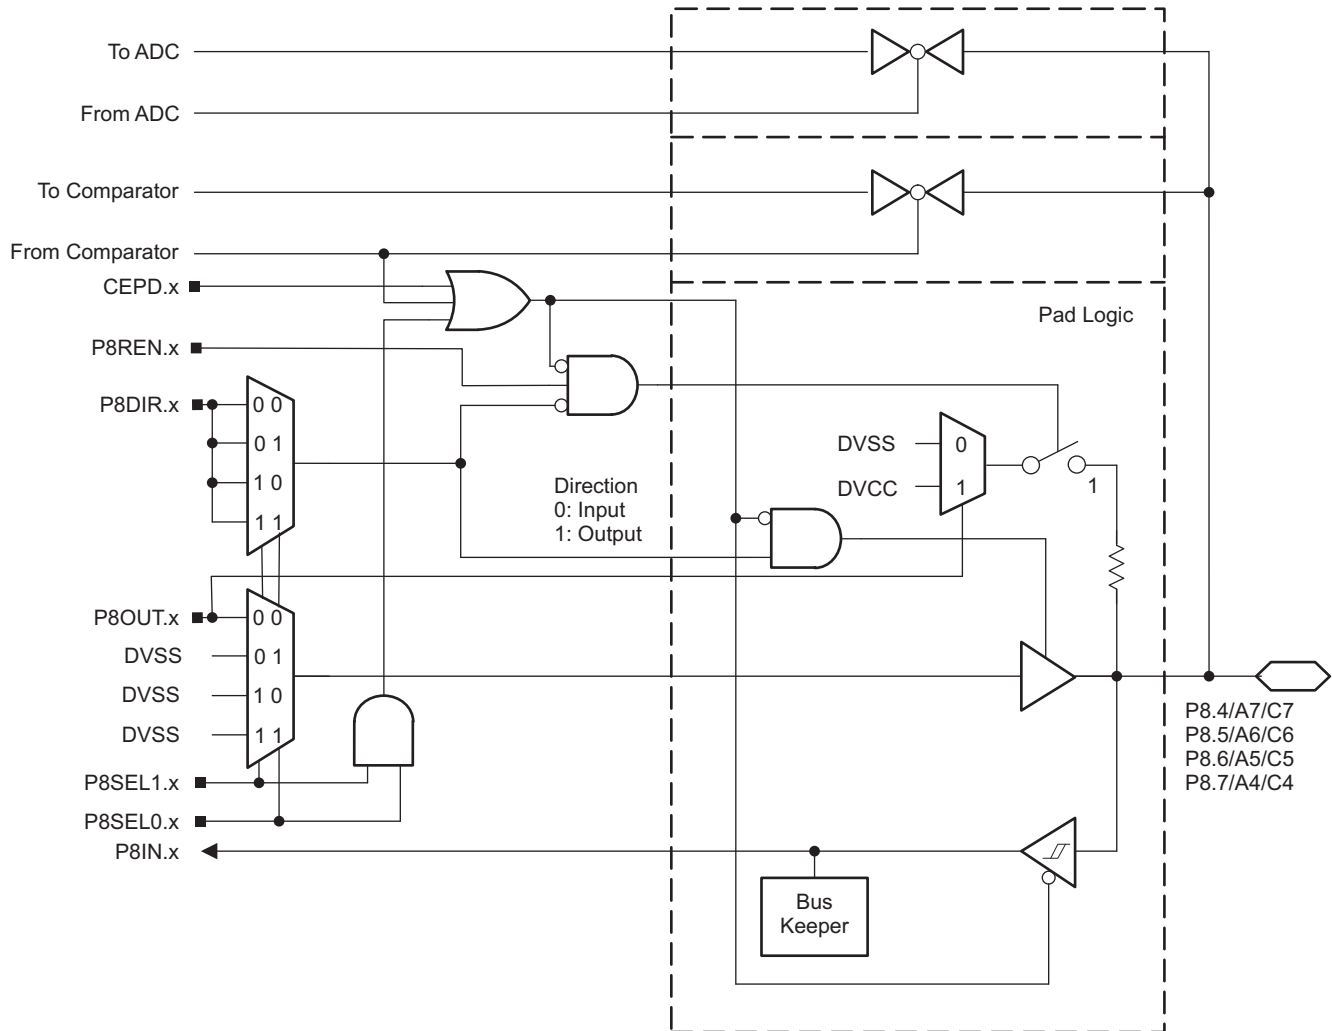 To ADC
From ADC
To Comparator
From Comparator
CEPD.x
Pad Logic
P8REN.x
P8DIR.x
0 0
0 1
1 0
1 1
DVSS
0
DVCC
1
1
Direction
0: Input
1: Output
P8OUT.x
0 0
DVSS
0 1
DVSS
1 0
DVSS
1 1
P8SEL1.x
P8SEL0.x
P8IN.x
P8.4/A7/C7
P8.5/A6/C6
P8.6/A5/C5
P8.7/A4/C4
Bus
Keeper